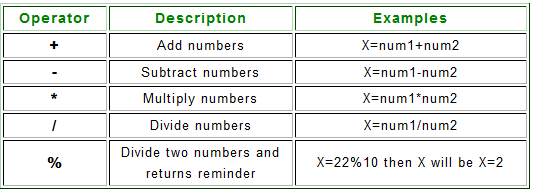 Operator Description Examples
+ Add numbers X=num1+num2
- Subtract numbers X=num1-num2
* Multiply numbers X=num1*num2
/ Divide numbers X=num1/num2
% Divide two numbers and returns reminder X=22%10 then X will be X=2